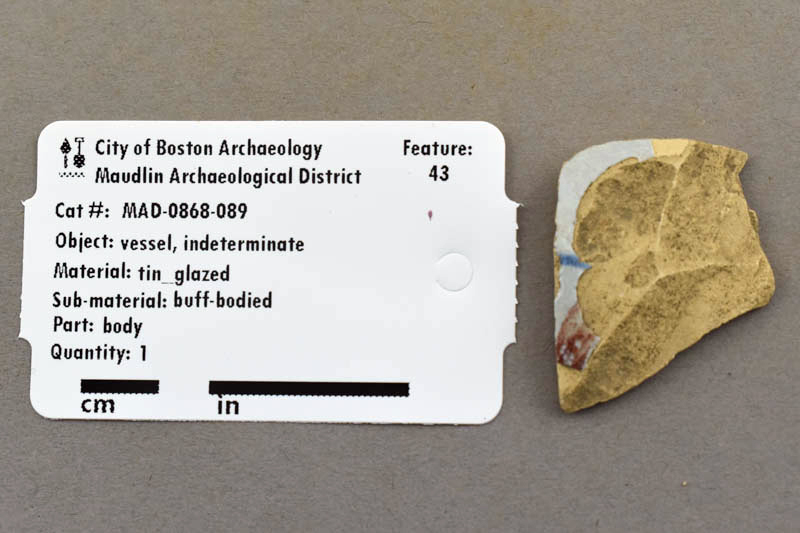 City of Boston Archaeology
Maudlin Archaeological District
Feature:
43
Cat #: MAD-0868-089
Object: vessel, indeterminate
Material: tin_glazed
Sub-material: buff-bodied
Part: body
Quantity: 1
cm
in